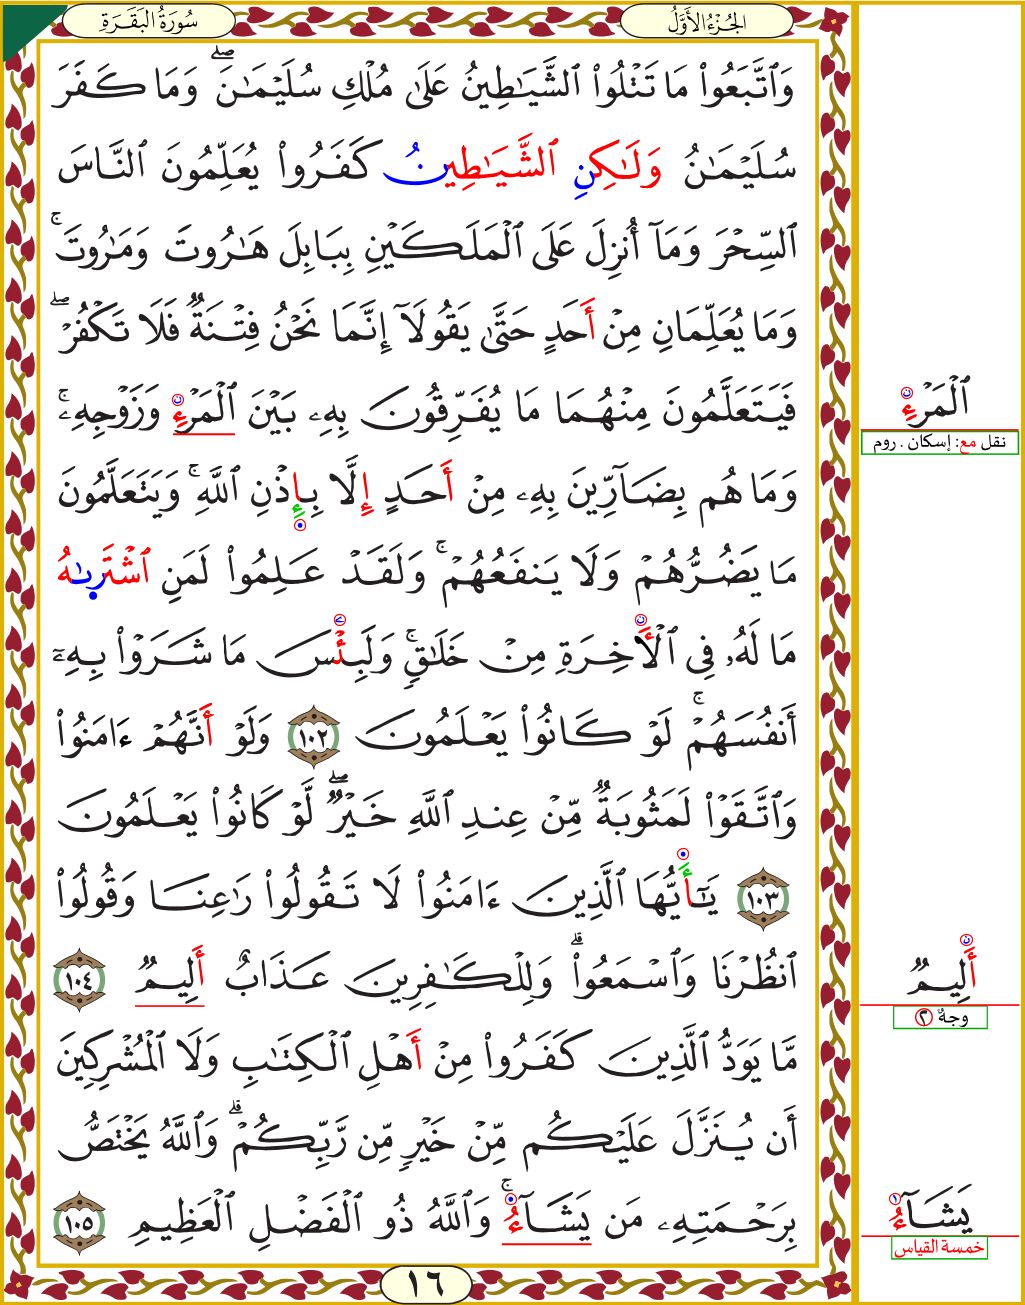 الجُزْءُ الأَوَّلُ
سُورَةُ البَقَرَةِ
وَٱتَّبَعُوا۟ مَا تَتْلُوا۟ ٱلشَّيَـٰطِينُ عَلَىٰ مُلْكِ سُلَيْمَـٰنَ ۖ وَمَا كَفَرَ
سُلَيْمَـٰنُ وَلَـٰكِنِ ٱلشَّيَـٰطِينُ كَفَرُوا۟ يُعَلِّمُونَ ٱلنَّاسَ
ٱلسِّحْرَ وَمَآ أُنزِلَ عَلَى ٱلْمَلَكَيْنِ بِبَابِلَ هَـٰرُوتَ وَمَـٰرُوتَ ۚ
وَمَا يُعَلِّمَانِ مِنْ أَحَدٍ حَتَّىٰ يَقُولَآ إِنَّمَا نَحْنُ فِتْنَةٌ فَلَا تَكْفُرْ ۖ
فَيَتَعَلَّمُونَ مِنْهُمَا مَا يُفَرِّقُونَ بِهِۦ بَيْنَ ٱلْمَرْءِ وَزَوْجِهِۦ ۚ
وَمَا هُم بِضَآرِّينَ بِهِۦ مِنْ أَحَدٍ إِلَّا بِإِذْنِ ٱللَّهِ ۚ وَيَتَعَلَّمُونَ
مَا يَضُرُّهُمْ وَلَا يَنفَعُهُمْ ۚ وَلَقَدْ عَلِمُوا۟ لَمَنِ ٱشْتَرَىٰهُ
مَا لَهُۥ فِى ٱلْأَخِرَةِ مِنْ خَلَـٰقٍ ۚ وَلَبِئْسَ مَا شَرَوْا۟ بِهِۦٓ
أَنفُسَهُمْ ۚ لَوْ كَانُوا۟ يَعْلَمُونَ ١٠٢ وَلَوْ أَنَّهُمْ ءَامَنُوا۟
وَٱتَّقَوْا۟ لَمَثُوبَةٌ مِّنْ عِندِ ٱللَّهِ خَيْرٌ ۖ لَّوْ كَانُوا۟ يَعْلَمُونَ
١٠٣ يَـٰٓأَيُّهَا ٱلَّذِينَ ءَامَنُوا۟ لَا تَقُولُوا۟ رَٰعِنَا وَقُولُوا۟
ٱنظُرْنَا وَٱسْمَعُوا۟ ۗ وَلِلْكَـٰفِرِينَ عَذَابٌ أَلِيمٌ ١٠٤
مَّا يَوَدُّ ٱلَّذِينَ كَفَرُوا۟ مِنْ أَهْلِ ٱلْكِتَـٰبِ وَلَا ٱلْمُشْرِكِينَ
أَن يُنَزَّلَ عَلَيْكُم مِّنْ خَيْرٍ مِّن رَّبِّكُمْ ۗ وَٱللَّهُ يَخْتَصُّ
بِرَحْمَتِهِۦ مَن يَشَآءُ ۚ وَٱللَّهُ ذُو ٱلْفَضْلِ ٱلْعَظِيمِ ١٠٥
١٦
ٱلْمَرْءِ
نقل مع: إسكان . روم
أَلِيمٌ
وجهٌ ٢
يَشَآءُ
خمسة القياس